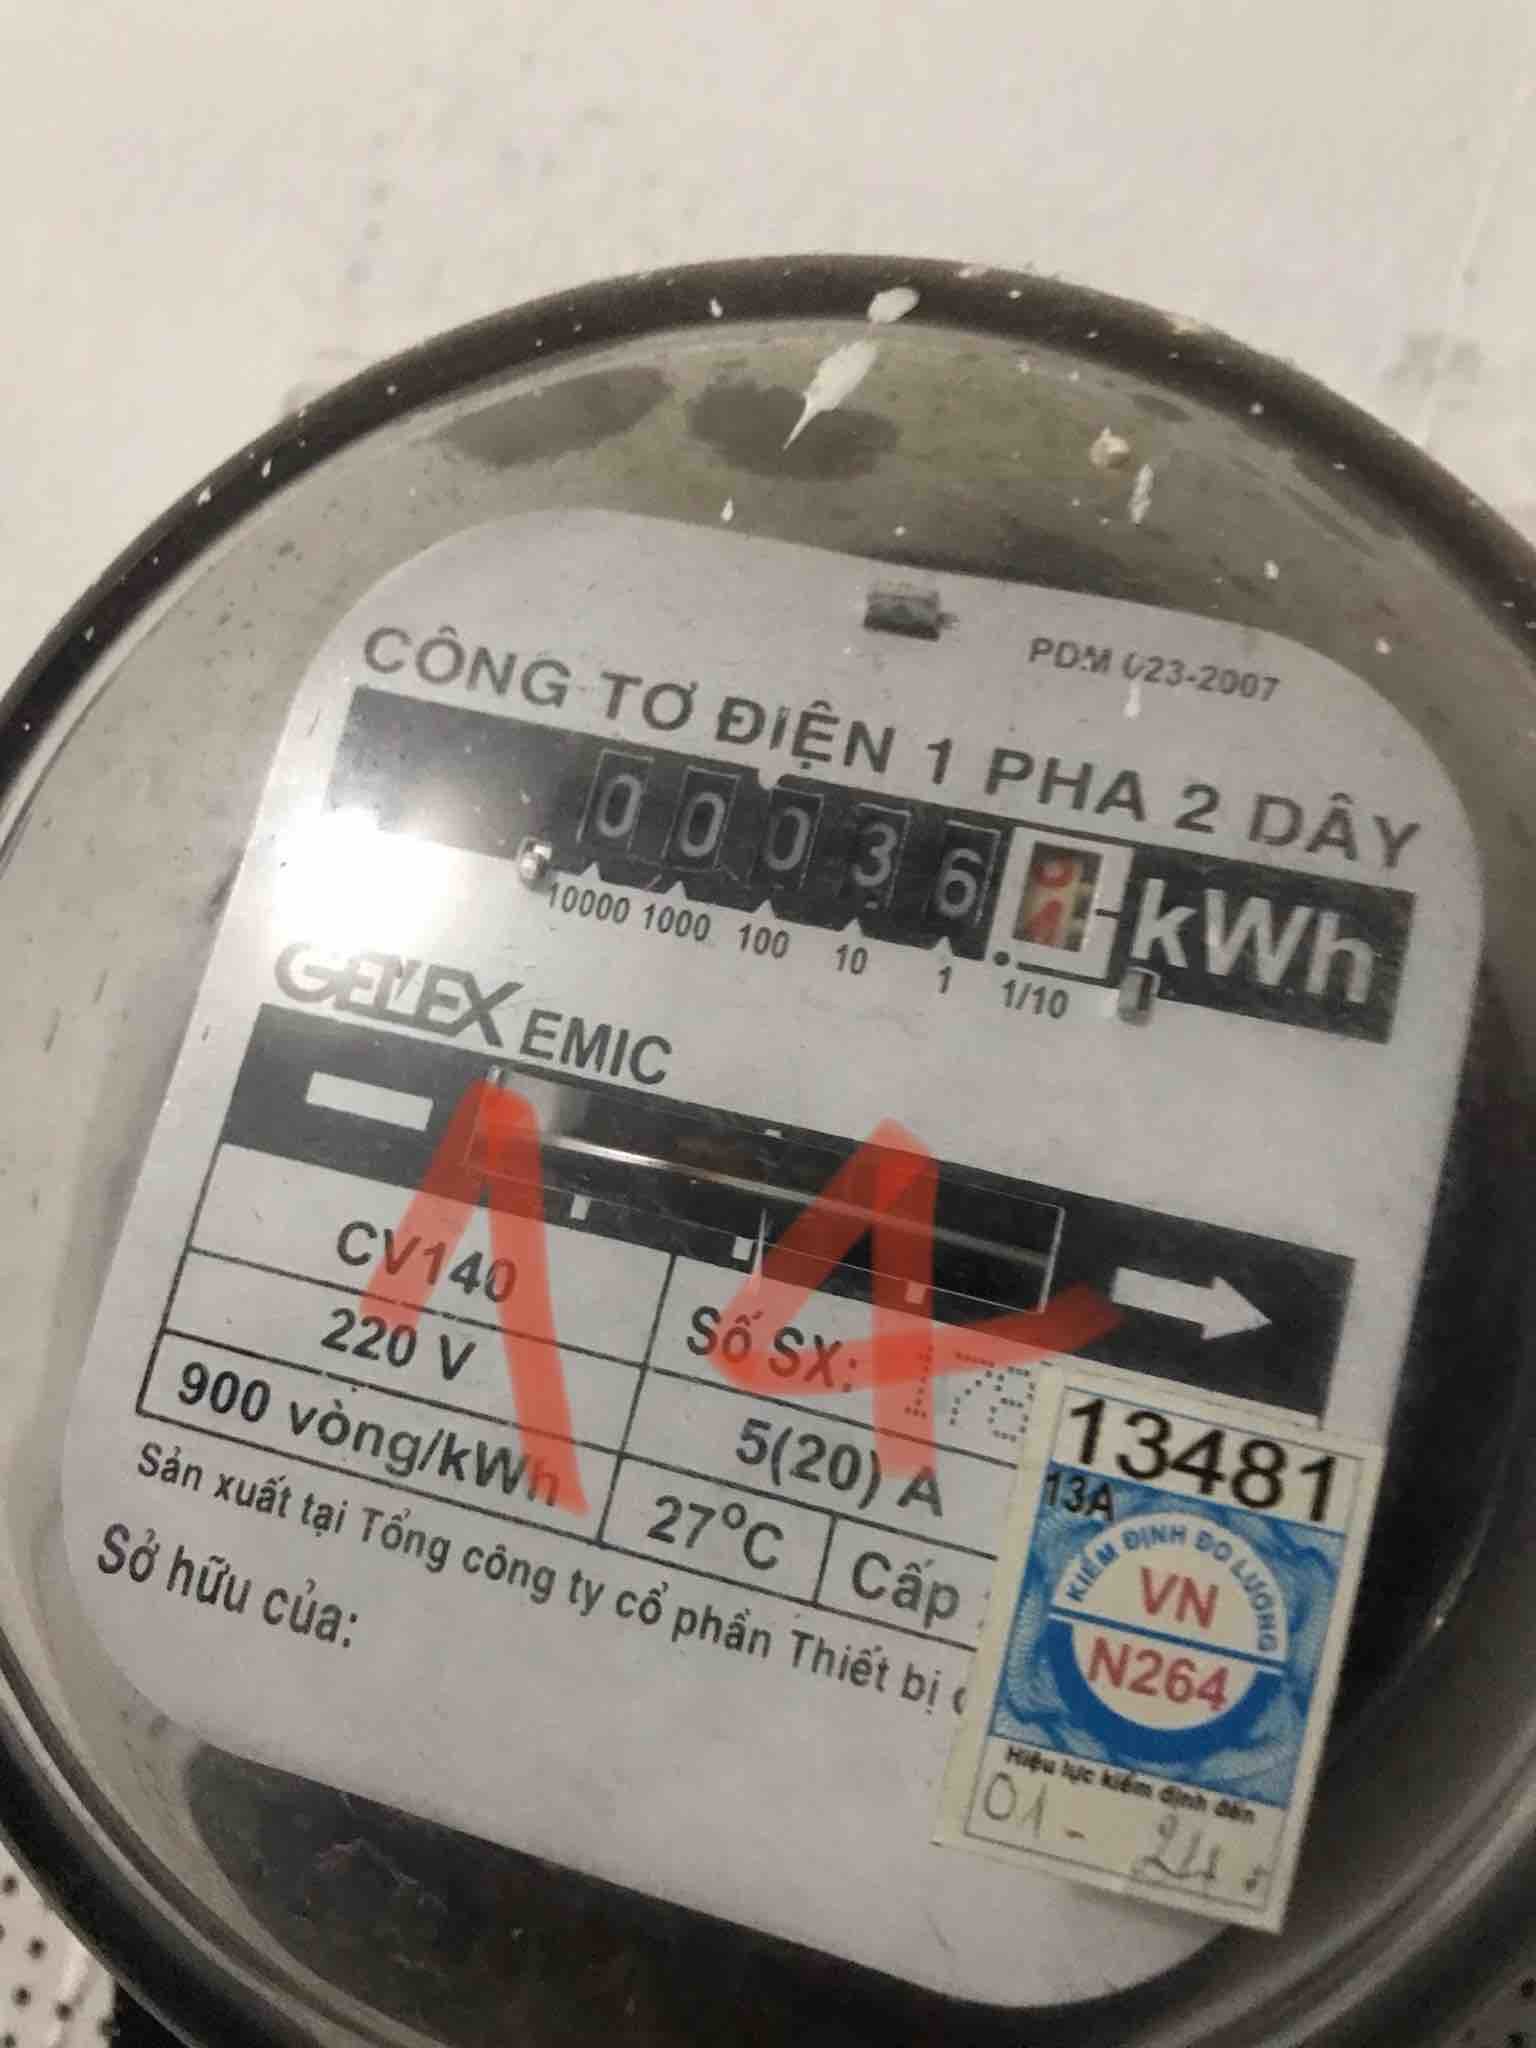 PDM 023-2007
CÔNG TƠ ĐIỆN 1 PHA 2 DÂY
0 0 0 3 6 kWh
10000 1000 100 10 1 1/10
GELEX EMIC
14
CV140
Số SX: 178
220 V
5(20) A
900 vòng/kWh
27°C
Cấp
Sản xuất tại Tổng công ty cổ phần Thiết bị
Sở hữu của:
13481
13A
KIỂM ĐỊNH ĐO LƯỜNG
VN
N264
Hiệu lực kiểm định đến
01 - 24